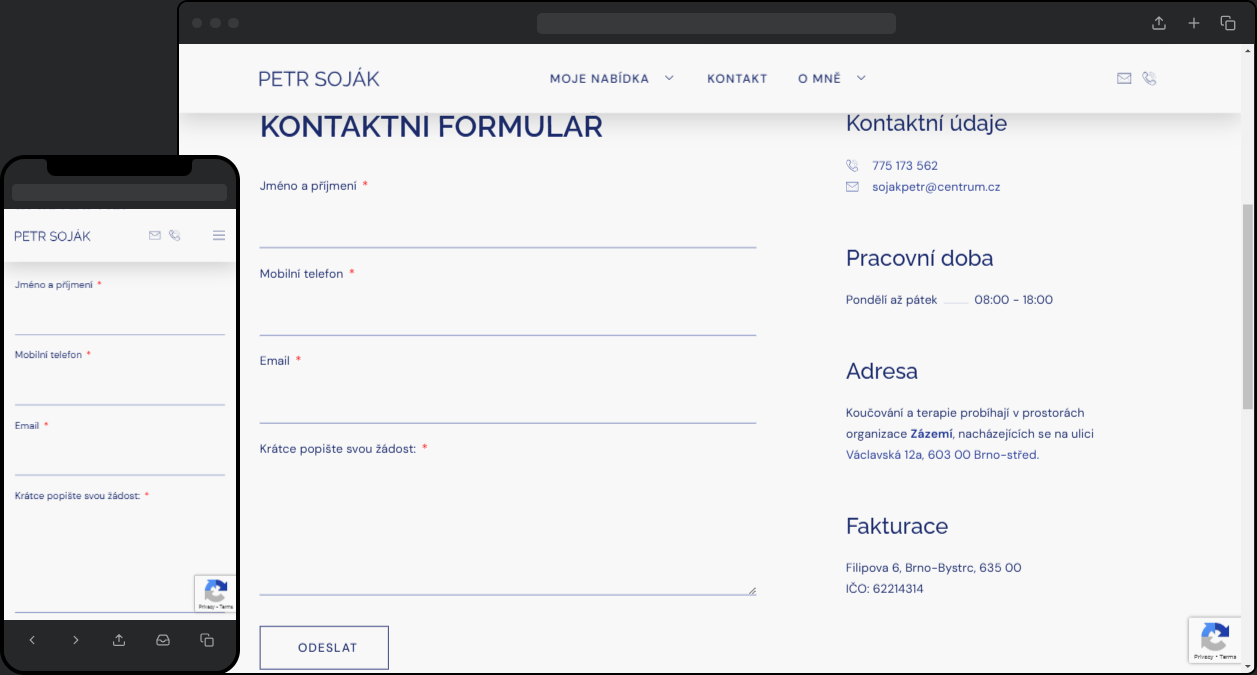 PETR SOJÁK
MOJE NABÍDKA
KONTAKT
O MNĚ
KONTAKTNÍ FORMULÁŘ
Jméno a příjmení *
Mobilní telefon *
Email *
Krátce popište svou žádost: *
ODESLAT
Kontaktní údaje
775 173 562
sojakpetr@centrum.cz
Pracovní doba
Pondělí až pátek 08:00 - 18:00
Adresa
Koučování a terapie probíhají v prostorách
organizace Zázemí, nacházejících se na ulici
Václavská 12a, 603 00 Brno-střed.
Fakturace
Filipova 6, Brno-Bystrc, 635 00
IČO: 62214314
Privacy • Terms
PETR SOJÁK
Jméno a příjmení *
Mobilní telefon *
Email *
Krátce popište svou žádost: *
Privacy • Terms